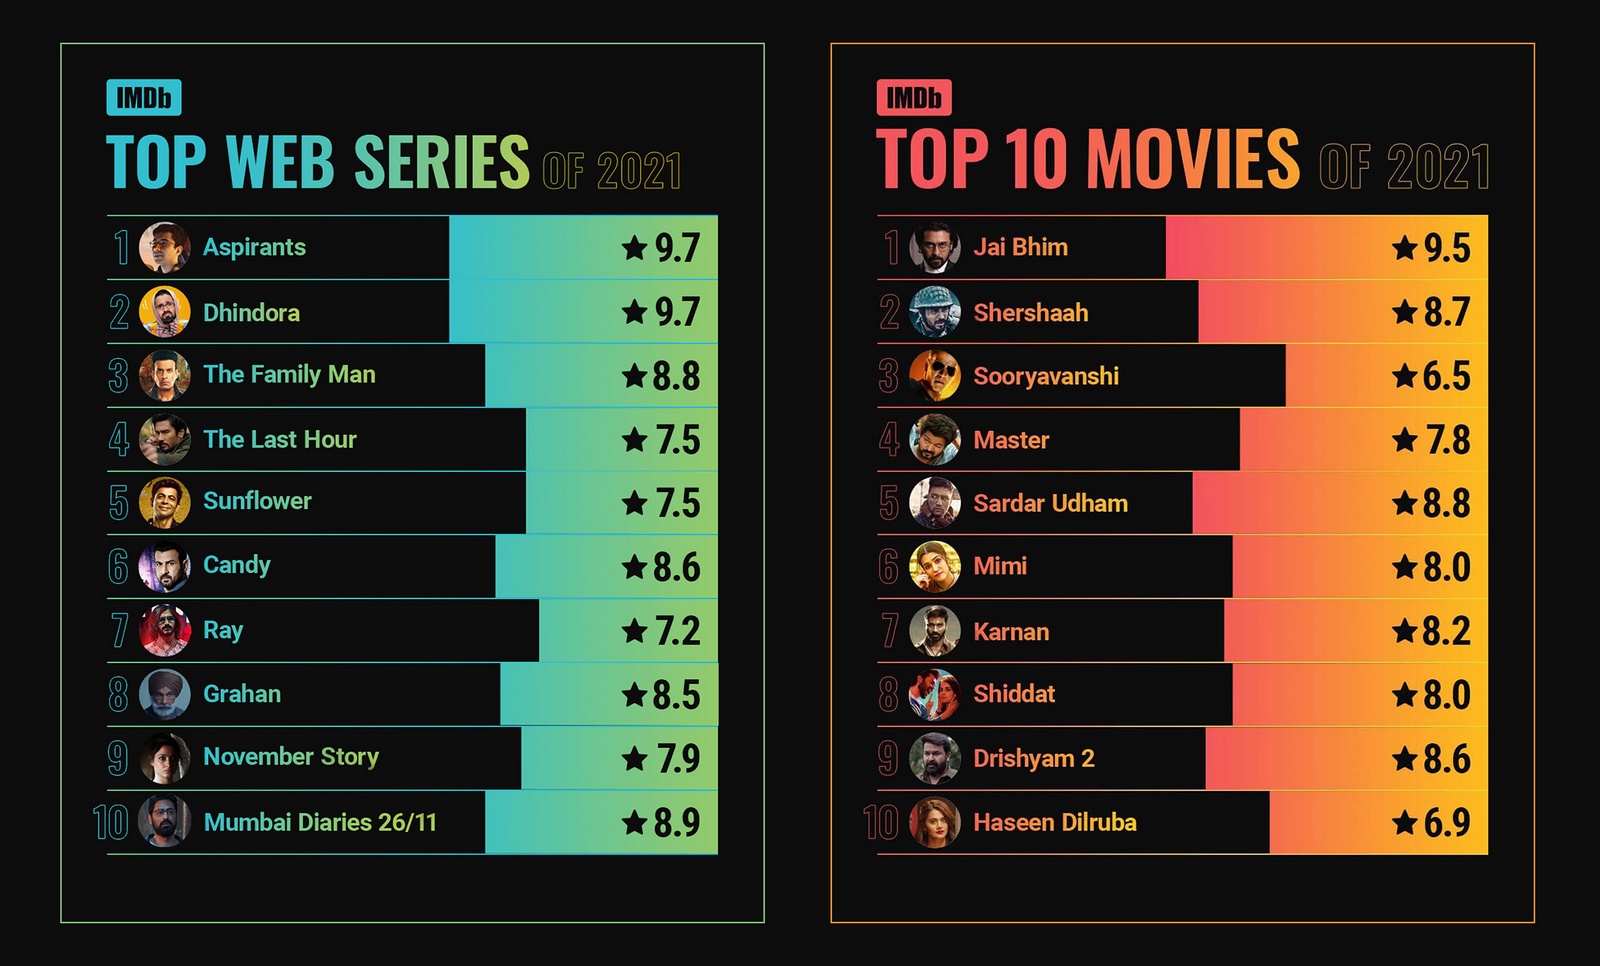 IMDb
TOP WEB SERIES OF 2021
1 Aspirants ★ 9.7
2 Dhindora ★ 9.7
3 The Family Man ★ 8.8
4 The Last Hour ★ 7.5
5 Sunflower ★ 7.5
6 Candy ★ 8.6
7 Ray ★ 7.2
8 Grahan ★ 8.5
9 November Story ★ 7.9
10 Mumbai Diaries 26/11 ★ 8.9
IMDb
TOP 10 MOVIES OF 2021
1 Jai Bhim ★ 9.5
2 Shershaah ★ 8.7
3 Sooryavanshi ★ 6.5
4 Master ★ 7.8
5 Sardar Udham ★ 8.8
6 Mimi ★ 8.0
7 Karnan ★ 8.2
8 Shiddat ★ 8.0
9 Drishyam 2 ★ 8.6
10 Haseen Dilruba ★ 6.9